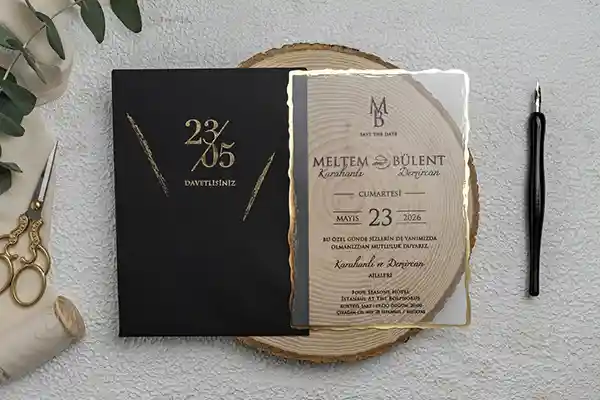 23/05
DAVETLİSİNİZ
MB
SAVE THE DATE
MELTEM BÜLENT
Karahanlı Demircan
CUMARTESİ
MAYIS 23 2026
BU ÖZEL GÜNDE SİZLERİN DE YANIMIZDA
OLMANIZDAN MUTLULUK DUYARIZ.
Karahanlı ve Demircan
AİLELERİ
FOUR SEASONS HOTEL
ISTANBUL AT THE BOSPHORUS